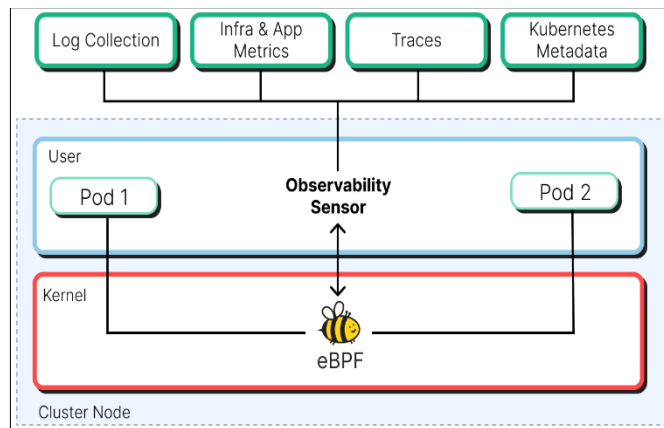 Log Collection
Infra & App
Metrics
Traces
Kubernetes
Metadata
User
Pod 1
Observability
Sensor
Pod 2
Kernel
eBPF
Cluster Node